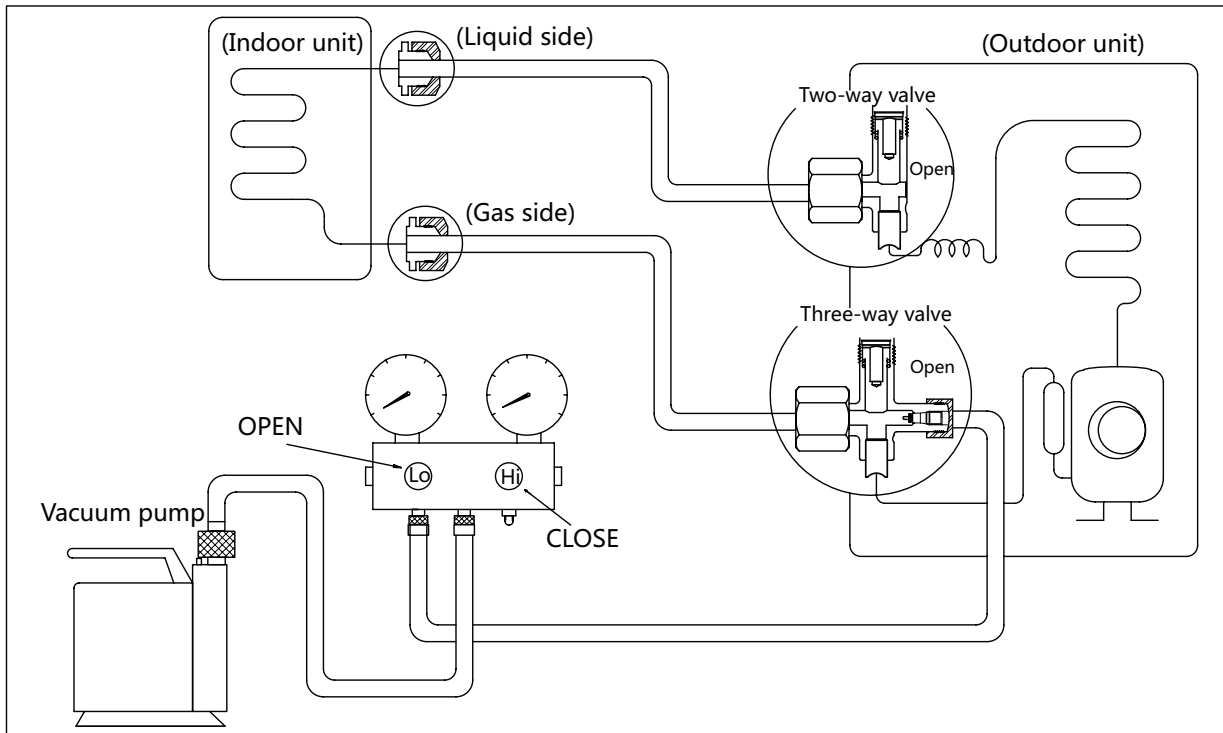 (Indoor unit)
(Liquid side)
(Outdoor unit)
Two-way valve
Open
(Gas side)
Three-way valve
Open
OPEN
Lo
Hi
CLOSE
Vacuum pump